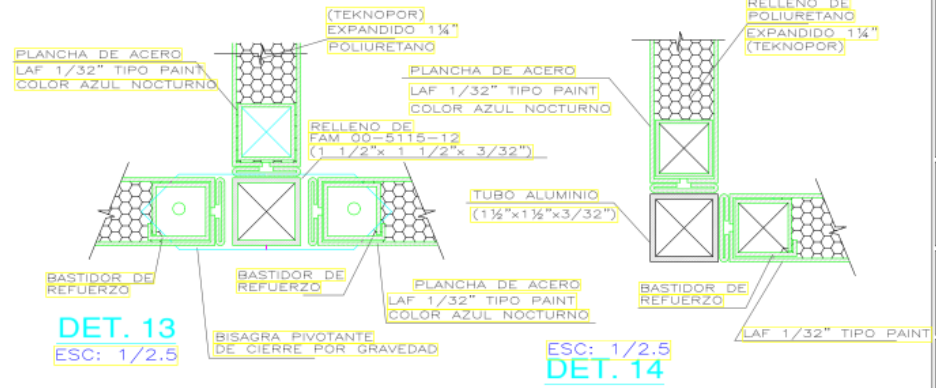 (TEKNOPOR)
EXPANDIDO 1¼"
POLIURETANO
PLANCHA DE ACERO
LAF 1/32" TIPO PAINT
COLOR AZUL NOCTURNO
RELLENO DE
FAM 00-5115-12
(1 1/2"x 1 1/2"x 3/32")
BASTIDOR DE
REFUERZO
BASTIDOR DE
REFUERZO
PLANCHA DE ACERO
LAF 1/32" TIPO PAINT
COLOR AZUL NOCTURNO
BISAGRA PIVOTANTE
DE CIERRE POR GRAVEDAD
DET. 13
ESC: 1/2.5
RELLENO DE
POLIURETANO
EXPANDIDO 1¼"
(TEKNOPOR)
PLANCHA DE ACERO
LAF 1/32" TIPO PAINT
COLOR AZUL NOCTURNO
TUBO ALUMINIO
(1½"x1½"x3/32")
BASTIDOR DE
REFUERZO
LAF 1/32" TIPO PAINT
ESC: 1/2.5
DET. 14